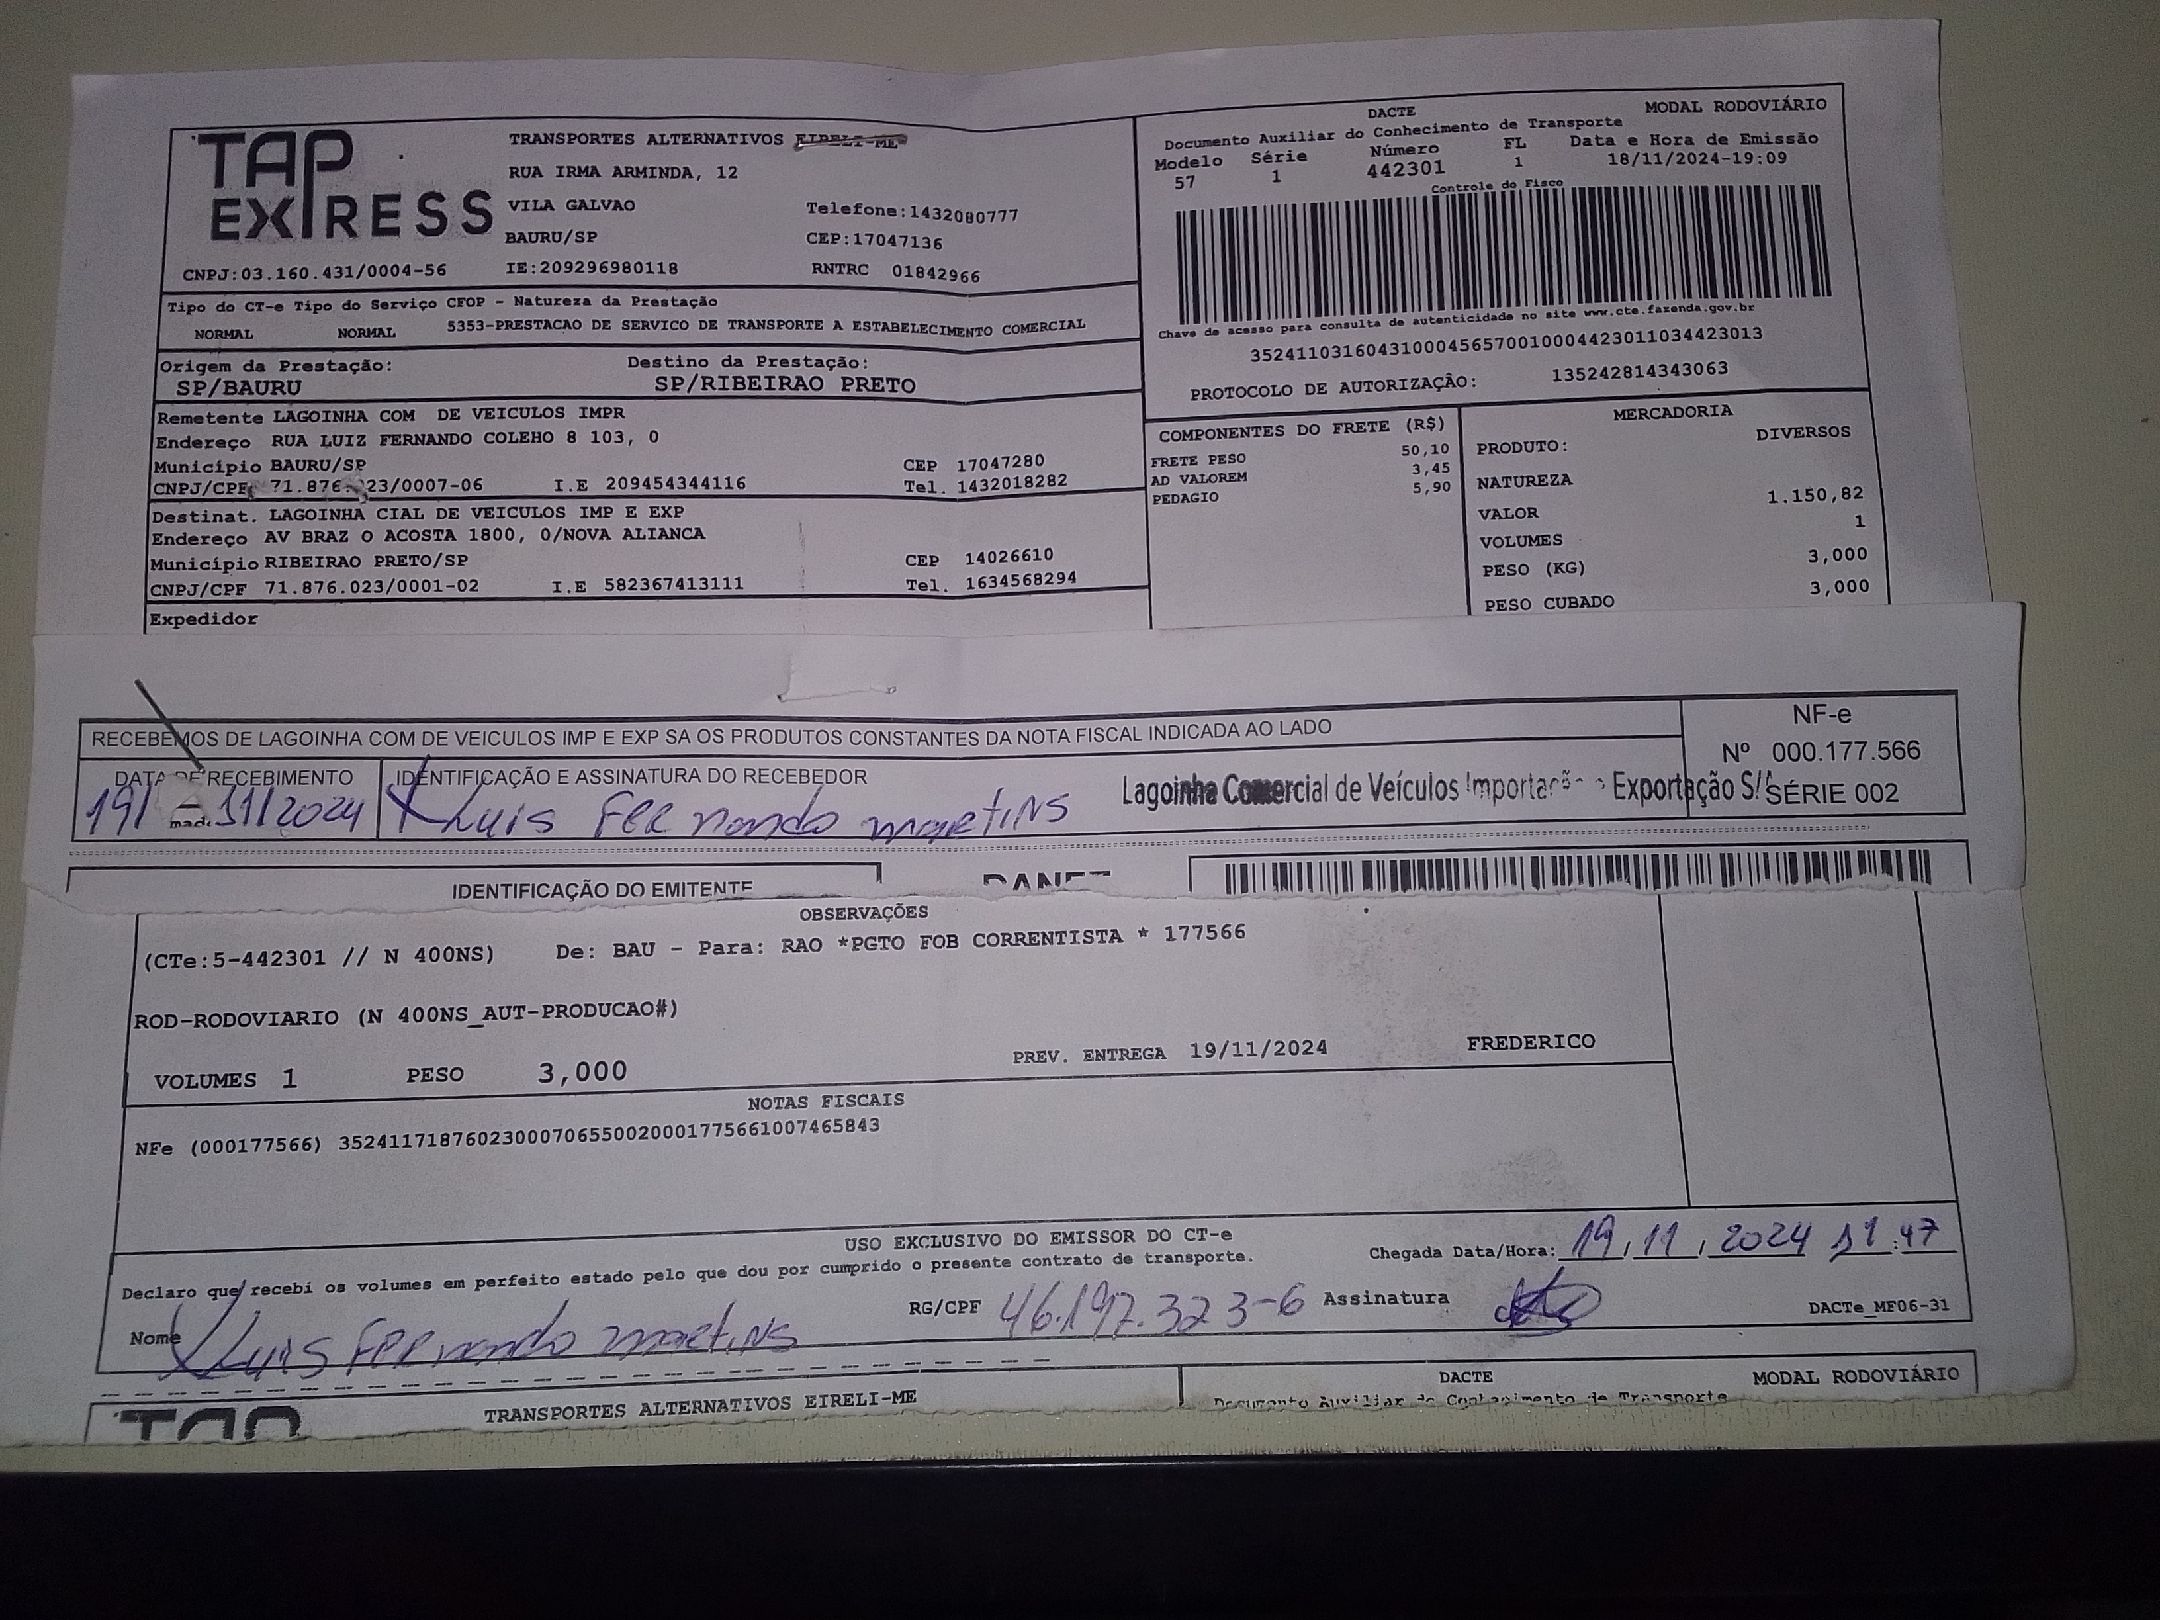 TAP EXPRESS
TRANSPORTES ALTERNATIVOS EIRELI-ME
RUA IRMA ARMINDA, 12
VILA GALVAO Telefone:1432080777
BAURU/SP CEP:17047136
CNPJ:03.160.431/0004-56 IE:209296980118 RNTRC 01842966
DACTE MODAL RODOVIÁRIO
Documento Auxiliar do Conhecimento de Transporte
Modelo Série Número FL Data e Hora de Emissão
57 1 442301 1 18/11/2024-19:09
Controle do Fisco
Chave de acesso para consulta de autenticidade no site www.cte.fazenda.gov.br
35241103160431000456570010004423011034423013
PROTOCOLO DE AUTORIZAÇÃO: 135242814343063
Tipo do CT-e Tipo do Serviço CFOP - Natureza da Prestação
NORMAL NORMAL 5353-PRESTACAO DE SERVICO DE TRANSPORTE A ESTABELECIMENTO COMERCIAL
Origem da Prestação: Destino da Prestação:
SP/BAURU SP/RIBEIRAO PRETO
Remetente LAGOINHA COM DE VEICULOS IMPR
Endereço RUA LUIZ FERNANDO COLEHO 8 103, 0
Município BAURU/SP CEP 17047280
CNPJ/CPF 71.876.023/0007-06 I.E 209454344116 Tel. 1432018282
Destinat. LAGOINHA CIAL DE VEICULOS IMP E EXP
Endereço AV BRAZ O ACOSTA 1800, 0/NOVA ALIANCA
Município RIBEIRAO PRETO/SP CEP 14026610
CNPJ/CPF 71.876.023/0001-02 I.E 582367413111 Tel. 1634568294
Expedidor
COMPONENTES DO FRETE (R$)
FRETE PESO 50,10
AD VALOREM 3,45
PEDAGIO 5,90
MERCADORIA
PRODUTO: DIVERSOS
NATUREZA
VALOR 1.150,82
VOLUMES 1
PESO (KG) 3,000
PESO CUBADO 3,000
RECEBEMOS DE LAGOINHA COM DE VEICULOS IMP E EXP SA OS PRODUTOS CONSTANTES DA NOTA FISCAL INDICADA AO LADO
NF-e
Nº 000.177.566
SÉRIE 002
DATA DE RECEBIMENTO IDENTIFICAÇÃO E ASSINATURA DO RECEBEDOR
19/11/2024 Luis Fernando martins
Lagoinha Comercial de Veículos Importação e Exportação S/A
IDENTIFICAÇÃO DO EMITENTE DANFE
OBSERVAÇÕES
(CTe:5-442301 // N 400NS) De: BAU - Para: RAO *PGTO FOB CORRENTISTA * 177566
ROD-RODOVIARIO (N 400NS_AUT-PRODUCAO#)
VOLUMES 1 PESO 3,000 PREV. ENTREGA 19/11/2024 FREDERICO
NOTAS FISCAIS
NFe (000177566) 35241171876023000706550020001775661007465843
USO EXCLUSIVO DO EMISSOR DO CT-e
Declaro que recebi os volumes em perfeito estado pelo que dou por cumprido o presente contrato de transporte.
Chegada Data/Hora: 19/11/2024 11:47
Nome Luis Fernando martins RG/CPF 46.197.323-6 Assinatura
DACTe_MF06-31
TAP
TRANSPORTES ALTERNATIVOS EIRELI-ME
DACTE MODAL RODOVIÁRIO
Documento Auxiliar do Conhecimento de Transporte